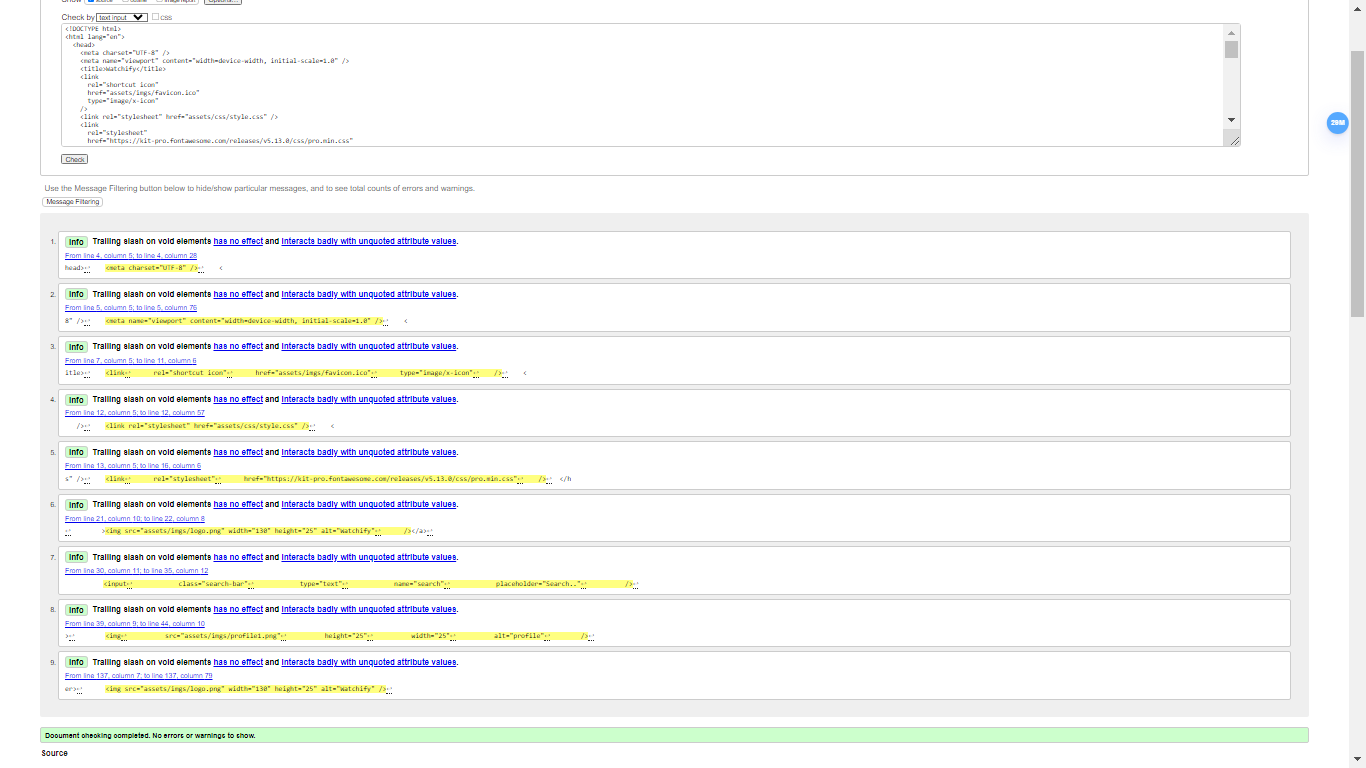 Check by text input CSS
<!DOCTYPE html>
<html lang="en">
<head>
<meta charset="UTF-8" />
<meta name="viewport" content="width=device-width, initial-scale=1.0" />
<title>Watchify</title>
<link
rel="shortcut icon"
href="assets/imgs/favicon.ico"
type="image/x-icon"
/>
<link rel="stylesheet" href="assets/css/style.css" />
<link
rel="stylesheet"
href="https://kit-pro.fontawesome.com/releases/v5.13.0/css/pro.min.css"
Check
Use the Message Filtering button below to hide/show particular messages, and to see total counts of errors and warnings.
Message Filtering
1. Info Trailing slash on void elements has no effect and interacts badly with unquoted attribute values.
From line 4, column 5; to line 4, column 28
head>↩ <meta charset="UTF-8" />↩ <
2. Info Trailing slash on void elements has no effect and interacts badly with unquoted attribute values.
From line 5, column 5; to line 5, column 76
8" />↩ <meta name="viewport" content="width=device-width, initial-scale=1.0" />↩ <
3. Info Trailing slash on void elements has no effect and interacts badly with unquoted attribute values.
From line 7, column 5; to line 11, column 6
itle>↩ <link↩ rel="shortcut icon"↩ href="assets/imgs/favicon.ico"↩ type="image/x-icon"↩ />↩ <
4. Info Trailing slash on void elements has no effect and interacts badly with unquoted attribute values.
From line 12, column 5; to line 12, column 57
/>↩ <link rel="stylesheet" href="assets/css/style.css" />↩ <
5. Info Trailing slash on void elements has no effect and interacts badly with unquoted attribute values.
From line 13, column 5; to line 16, column 6
s" />↩ <link↩ rel="stylesheet"↩ href="https://kit-pro.fontawesome.com/releases/v5.13.0/css/pro.min.css"↩ />↩ </h
6. Info Trailing slash on void elements has no effect and interacts badly with unquoted attribute values.
From line 21, column 10; to line 22, column 8
↩ ><img src="assets/imgs/logo.png" width="130" height="25" alt="Watchify"↩ /></a>↩
7. Info Trailing slash on void elements has no effect and interacts badly with unquoted attribute values.
From line 30, column 11; to line 35, column 12
<input↩ class="search-bar"↩ type="text"↩ name="search"↩ placeholder="Search.."↩ />↩
8. Info Trailing slash on void elements has no effect and interacts badly with unquoted attribute values.
From line 39, column 9; to line 44, column 10
>↩ <img↩ src="assets/imgs/profile1.png"↩ height="25"↩ width="25"↩ alt="profile"↩ />↩
9. Info Trailing slash on void elements has no effect and interacts badly with unquoted attribute values.
From line 137, column 7; to line 137, column 79
er>↩ <img src="assets/imgs/logo.png" width="130" height="25" alt="Watchify" />↩
Document checking completed. No errors or warnings to show.
Source